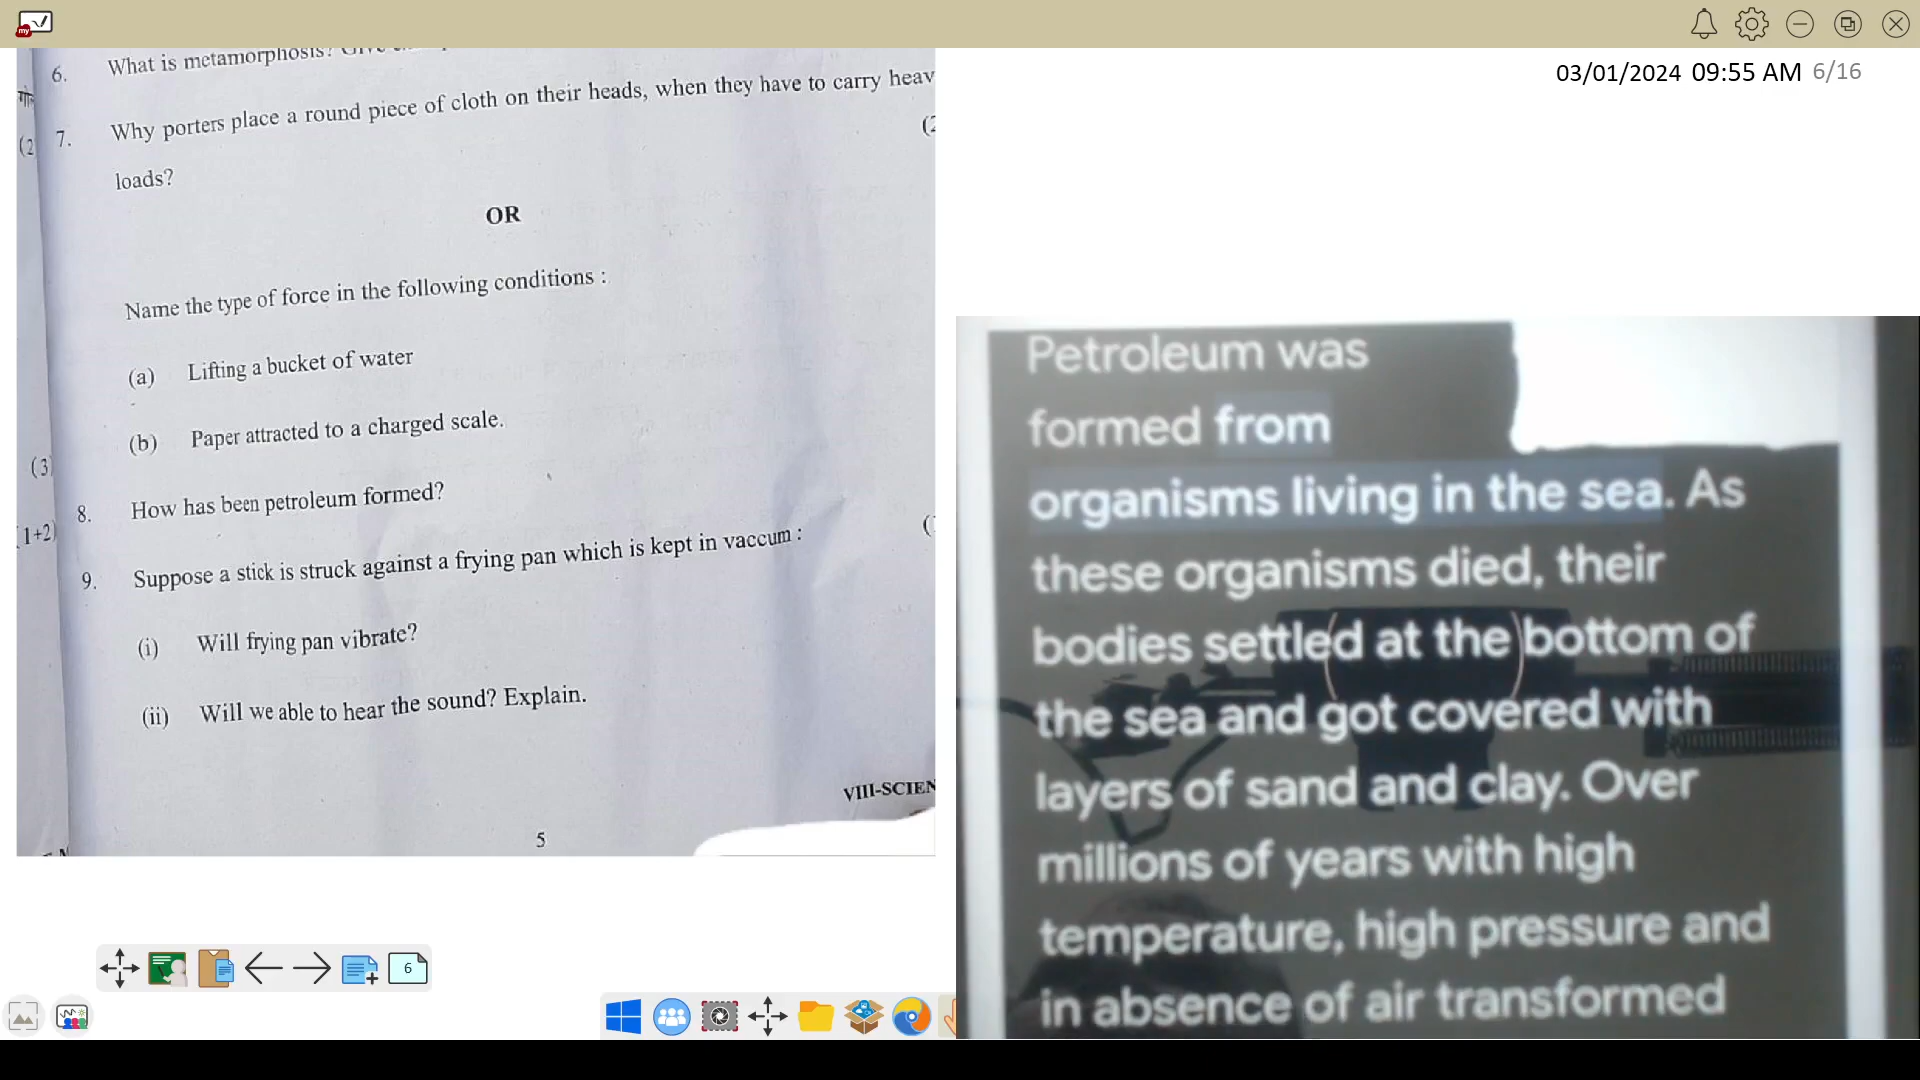 03/01/2024 09:55 AM 6/16
6. What is metamorphosis?
7. Why porters place a round piece of cloth on their heads, when they have to carry heav
(2
loads?
OR
Name the type of force in the following conditions :
(a) Lifting a bucket of water
(b) Paper attracted to a charged scale.
8. How has been petroleum formed?
9. Suppose a stick is struck against a frying pan which is kept in vaccum :
(i) Will frying pan vibrate?
(ii) Will we able to hear the sound? Explain.
VIII-SCIEN
5
(2
(3)
(1+2)
Petroleum was
formed from
organisms living in the sea. As
these organisms died, their
bodies settled at the bottom of
the sea and got covered with
layers of sand and clay. Over
millions of years with high
temperature, high pressure and
in absence of air transformed
6
my